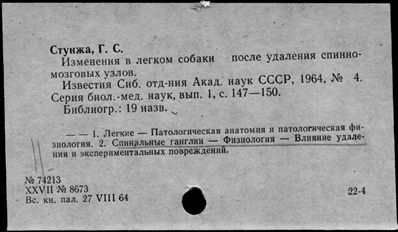 Стунжа, Г. С.
Изменения в легком собаки после удаления спинно-
мозговых узлов.
Известия Сиб. отд-ния Акад. наук СССР, 1964, № 4.
Серия биол.-мед. наук, вып. 1, с. 147—150.
Библиогр.: 19 назв.
— — 1. Легкие — Патологическая анатомия и патологическая фи-
зиология. 2. Спинальные ганглии — Физиология — Влияние удале-
ния и экспериментальных повреждений.
№ 74213
XXVII № 8673
Вс. кн. пал. 27 VIII 64
22-4